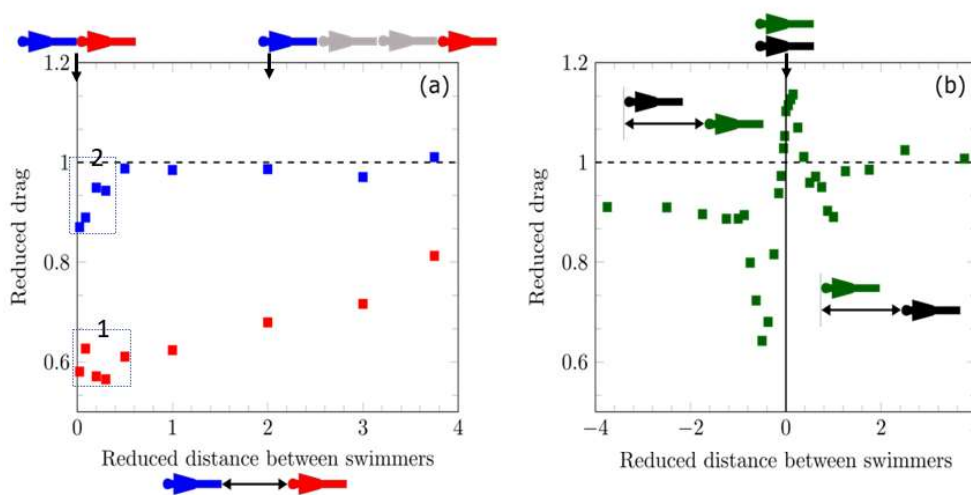 (a)
1.2
1
0.8
0.6
Reduced drag
2
1
0 1 2 3 4
Reduced distance between swimmers
(b)
1.2
1
0.8
0.6
Reduced drag
−4 −2 0 2
Reduced distance between swimmers